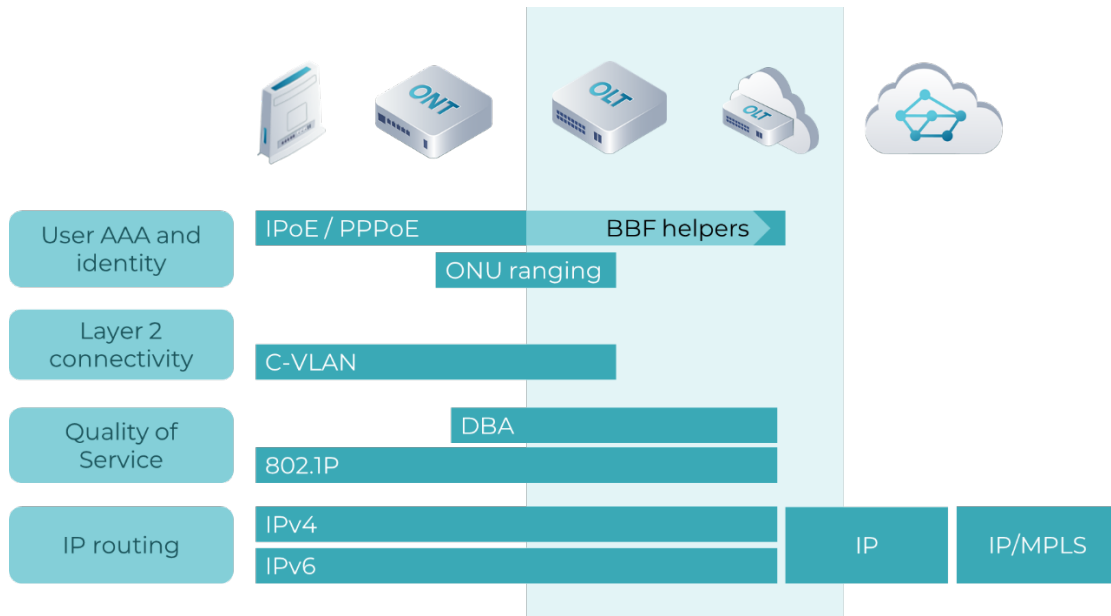 ONT
OLT
OLT
User AAA and
identity
IPoE / PPPoE
BBF helpers
ONU ranging
Layer 2
connectivity
C-VLAN
Quality of
Service
DBA
802.1P
IP routing
IPv4
IPv6
IP
IP/MPLS